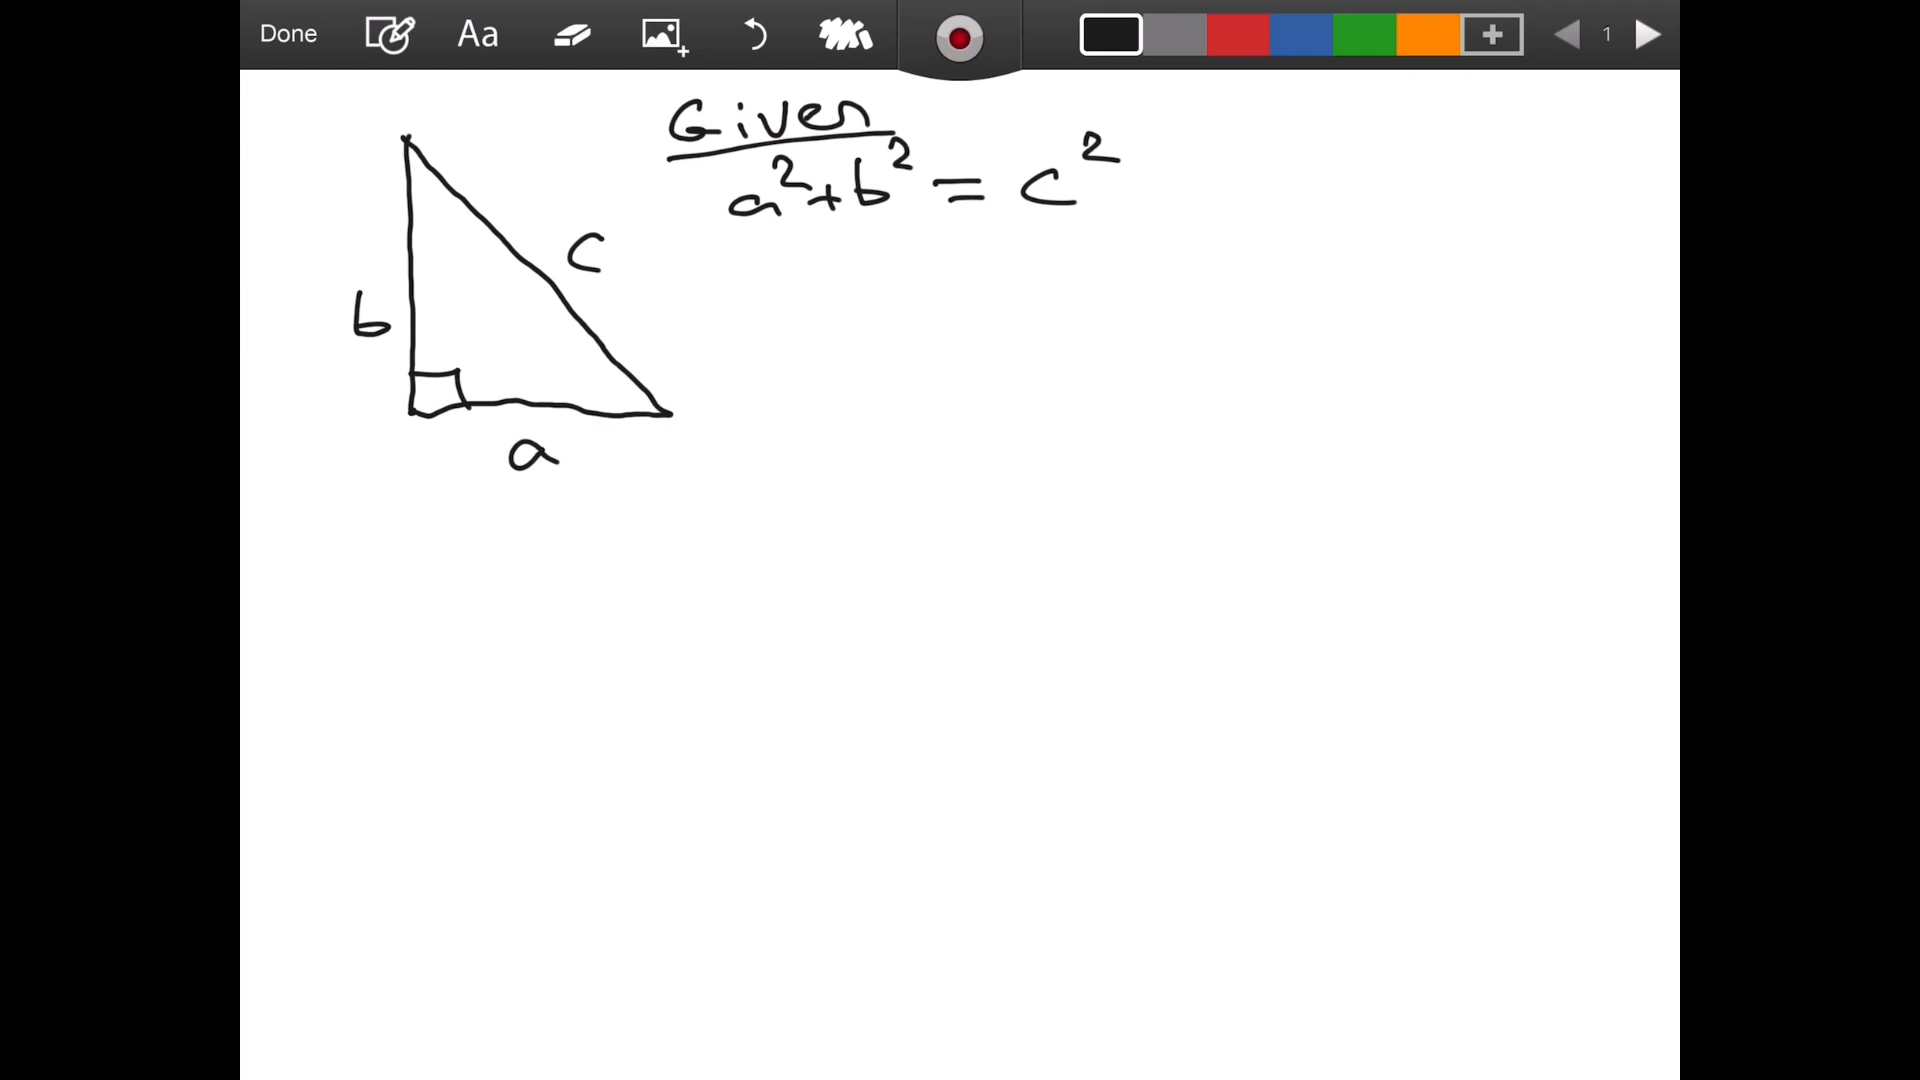 Done Aa 1
Given
a²+b² = c²
c
b
a